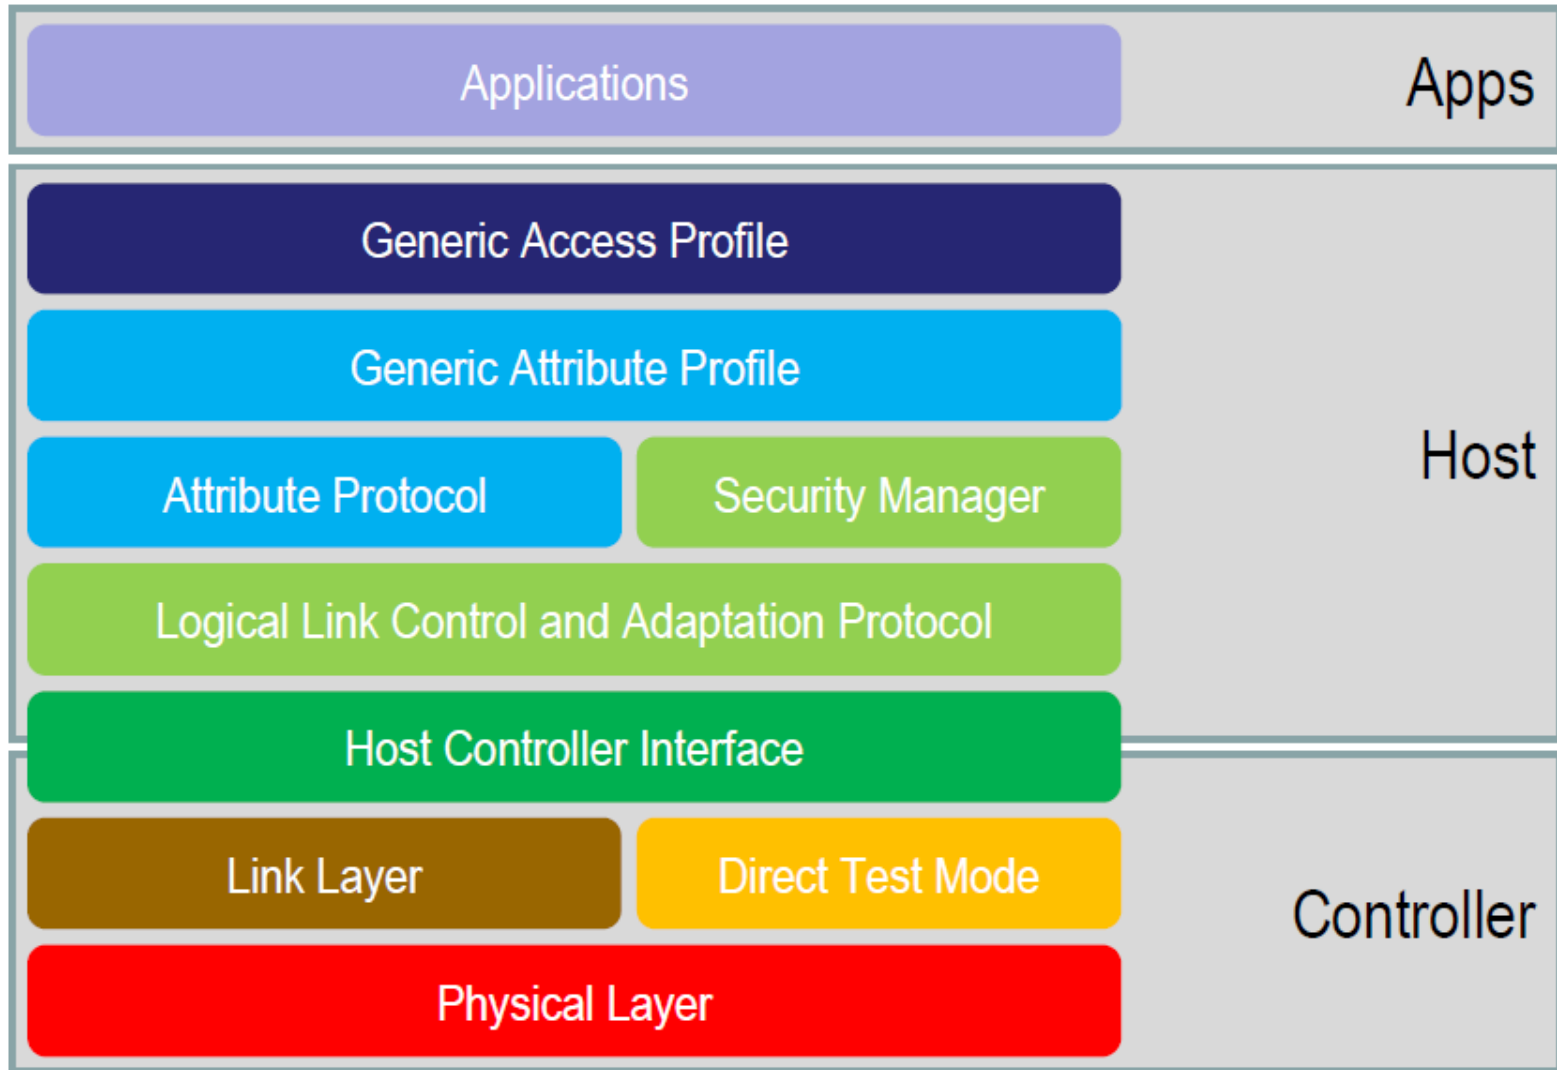 Applications
Apps
Generic Access Profile
Generic Attribute Profile
Attribute Protocol
Security Manager
Host
Logical Link Control and Adaptation Protocol
Host Controller Interface
Link Layer
Direct Test Mode
Controller
Physical Layer